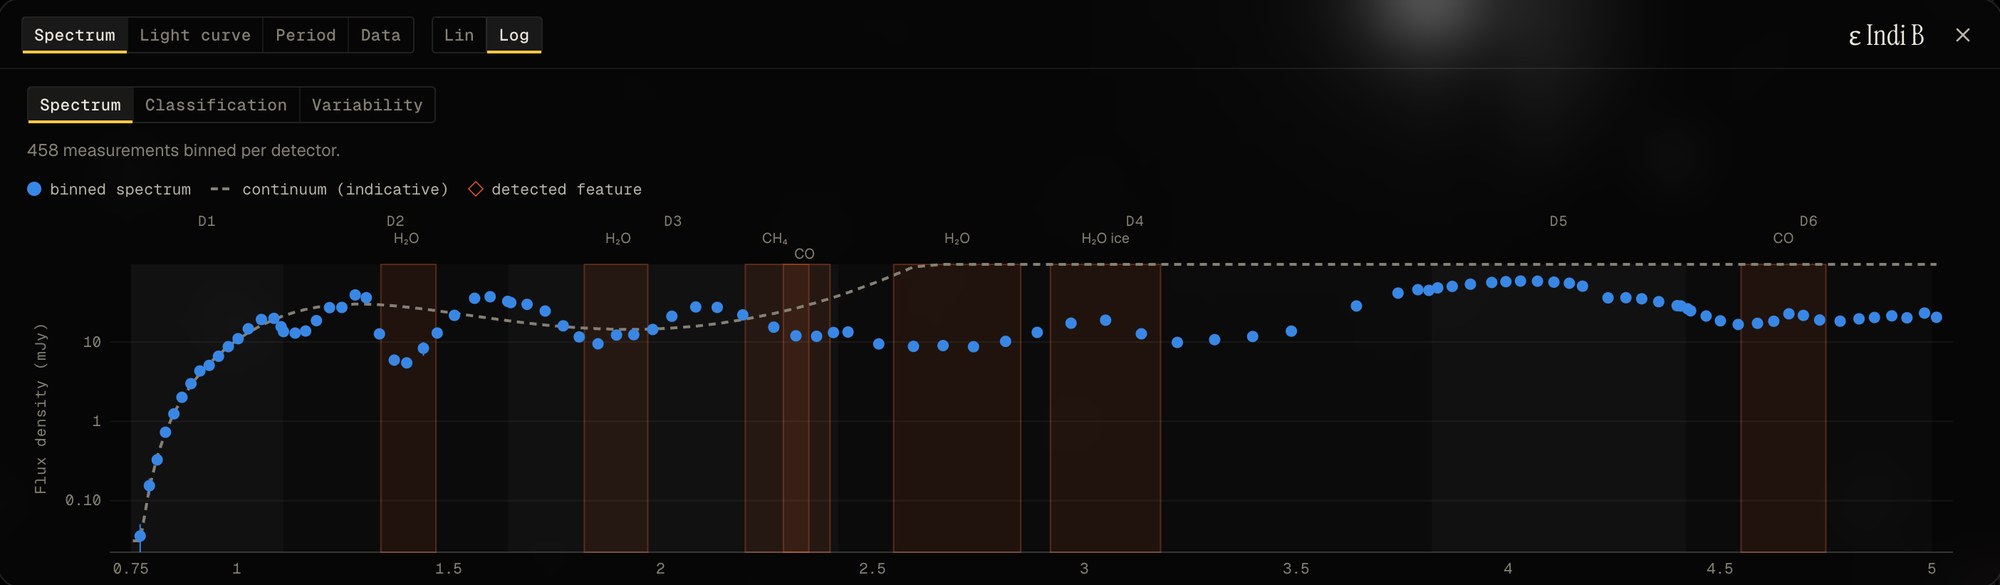 Spectrum Light curve Period Data Lin Log ε Indi B ×
Spectrum Classification Variability
458 measurements binned per detector.
binned spectrum continuum (indicative) detected feature
D1 D2 D3 D4 D5 D6
H₂O H₂O CH₄ H₂O H₂O ice CO
CO
Flux density (mJy)
10
1
0.10
0.75 1 1.5 2 2.5 3 3.5 4 4.5 5